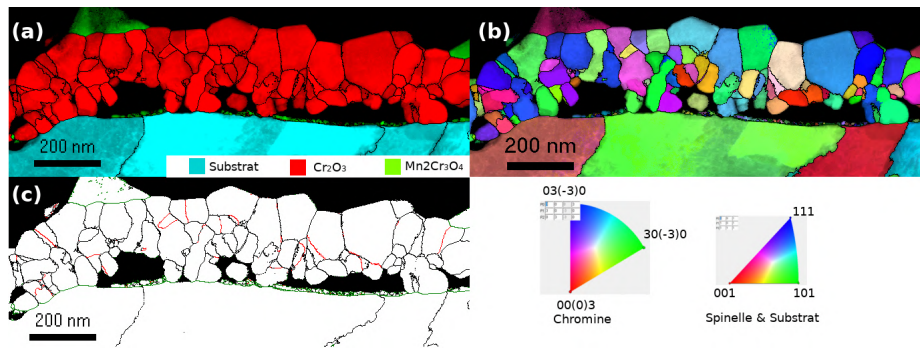 (a)
200 nm
Substrat
Cr₂O₃
Mn2Cr₃O₄
(b)
200 nm
(c)
200 nm
03(-3)0
30(-3)0
00(0)3
Chromine
111
001
101
Spinelle & Substrat